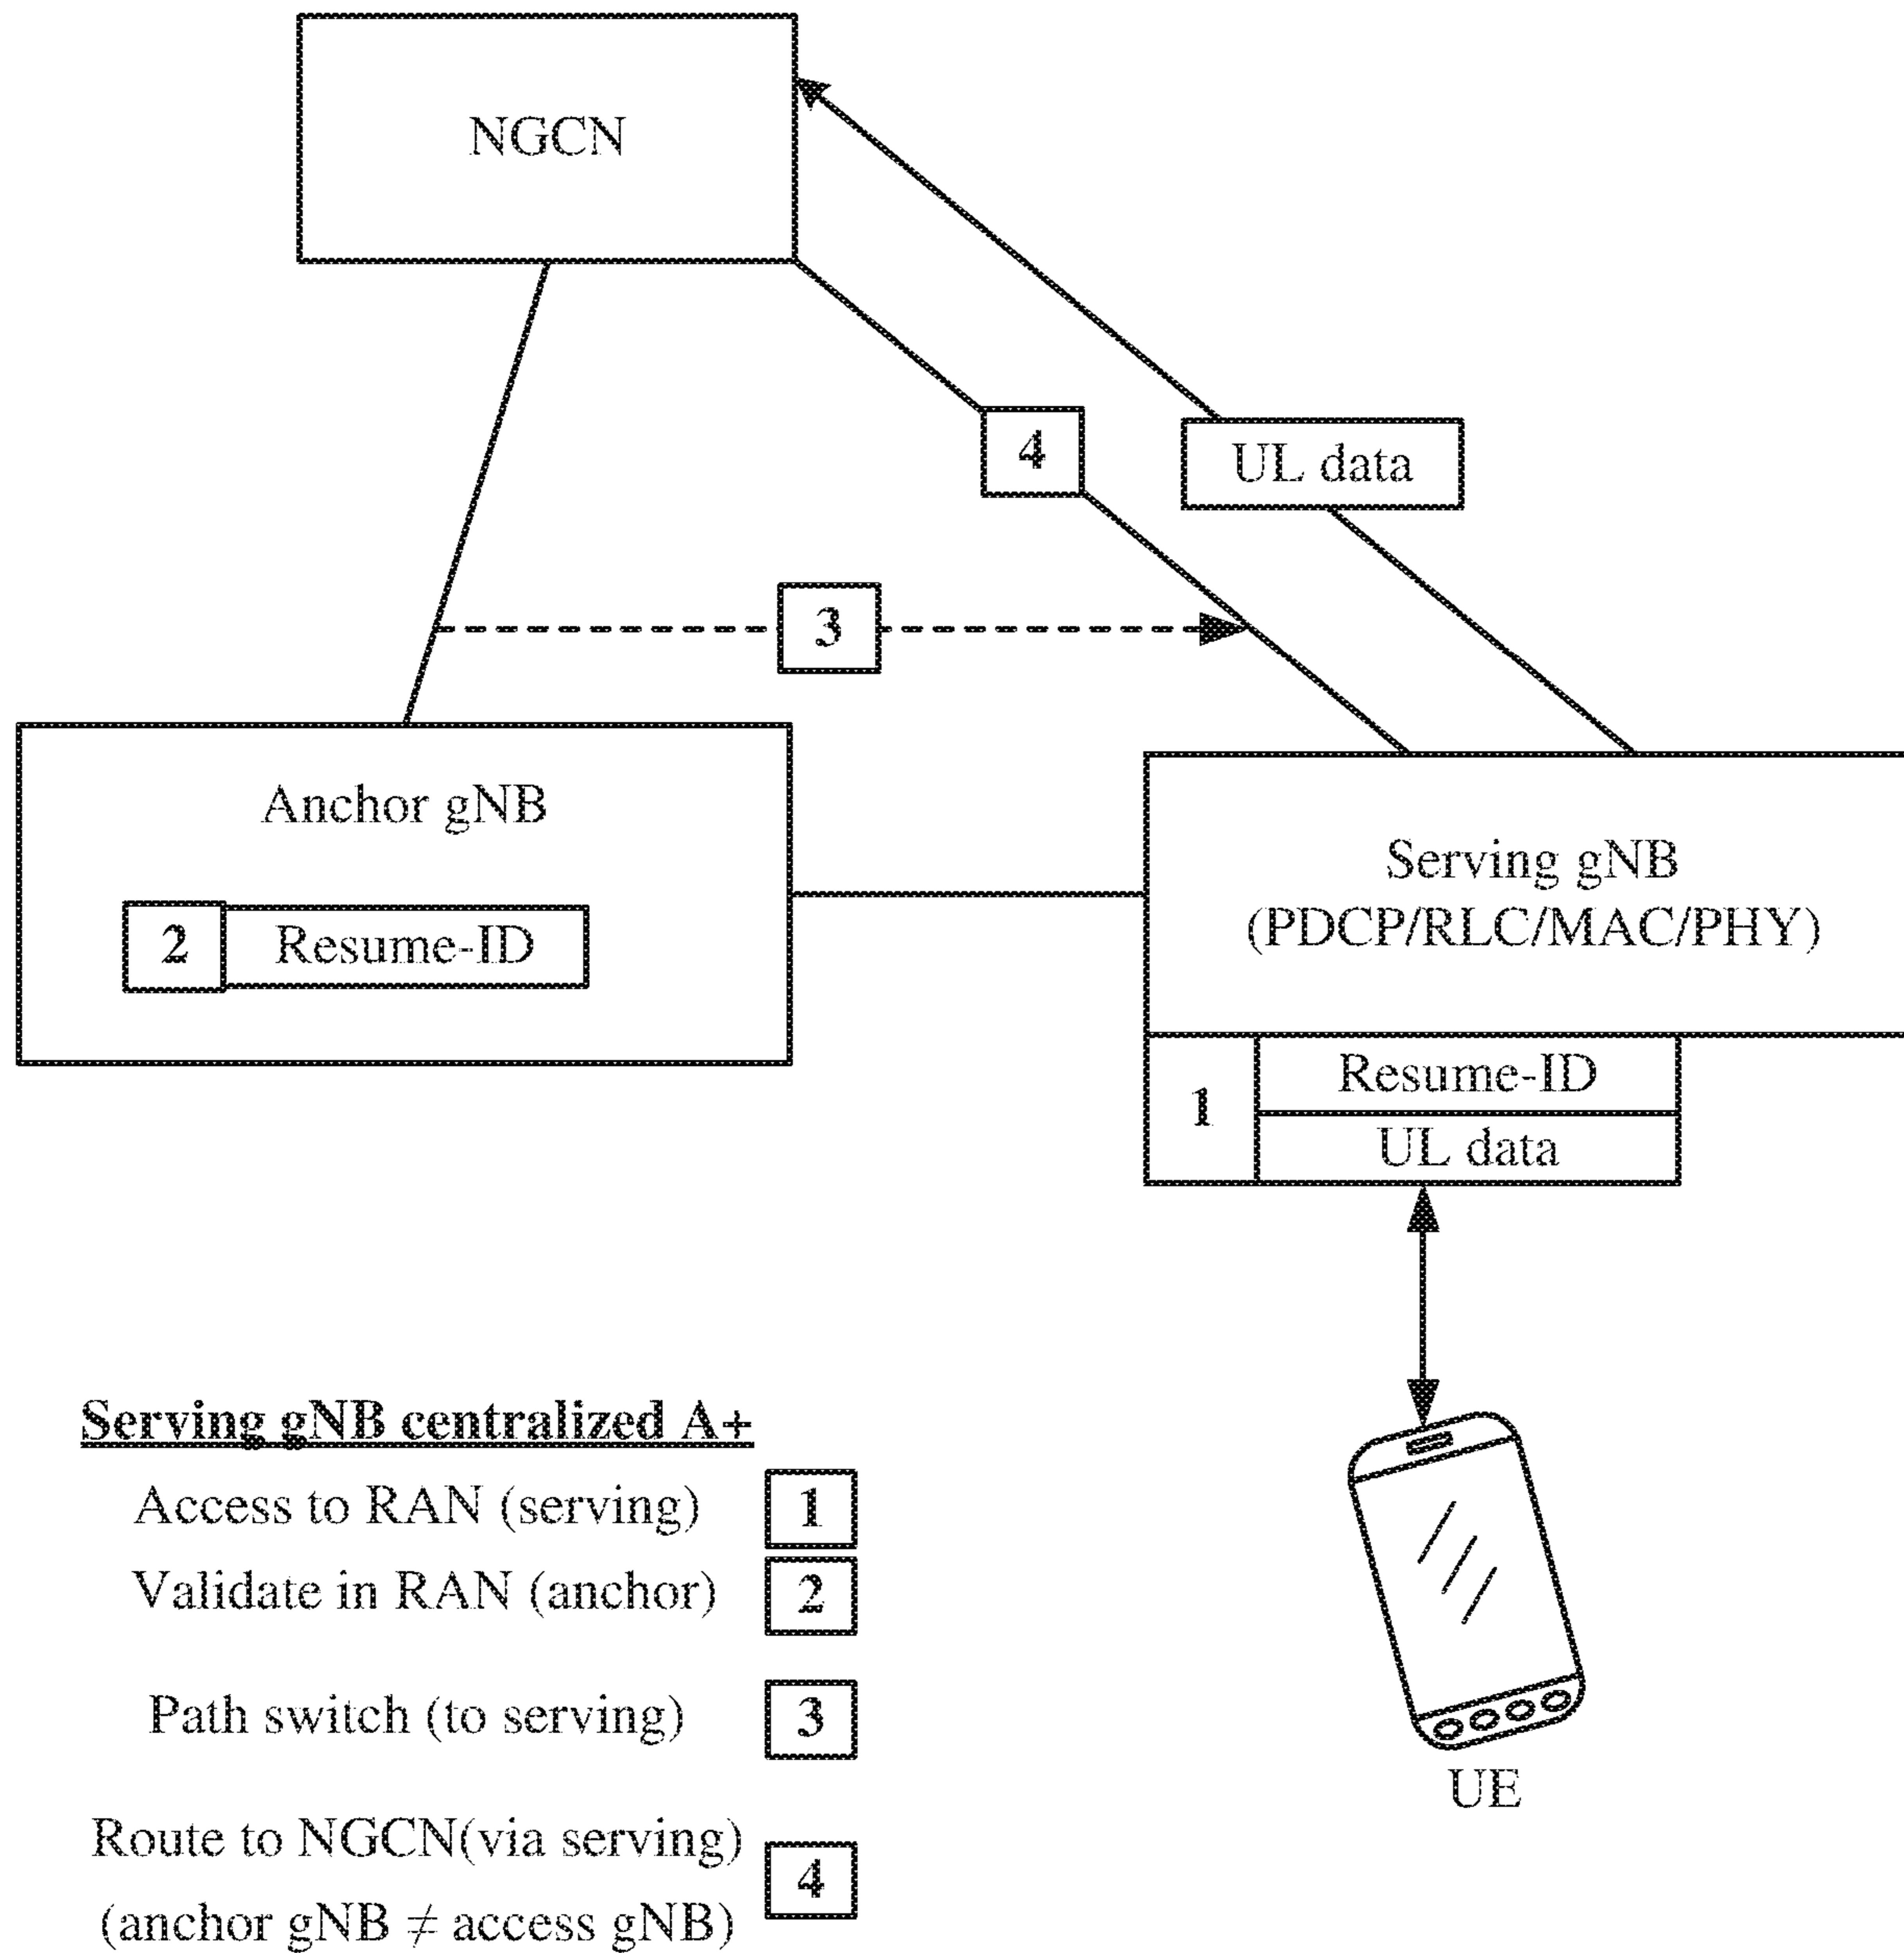 NGCN
4
UL data
3
Anchor gNB
2 Resume-ID
Serving gNB
(PDCP/RLC/MAC/PHY)
1
Resume-ID
UL data
Serving gNB centralized A+
Access to RAN (serving) 1
Validate in RAN (anchor) 2
Path switch (to serving) 3
Route to NGCN(via serving)
(anchor gNB ≠ access gNB)
4
UE